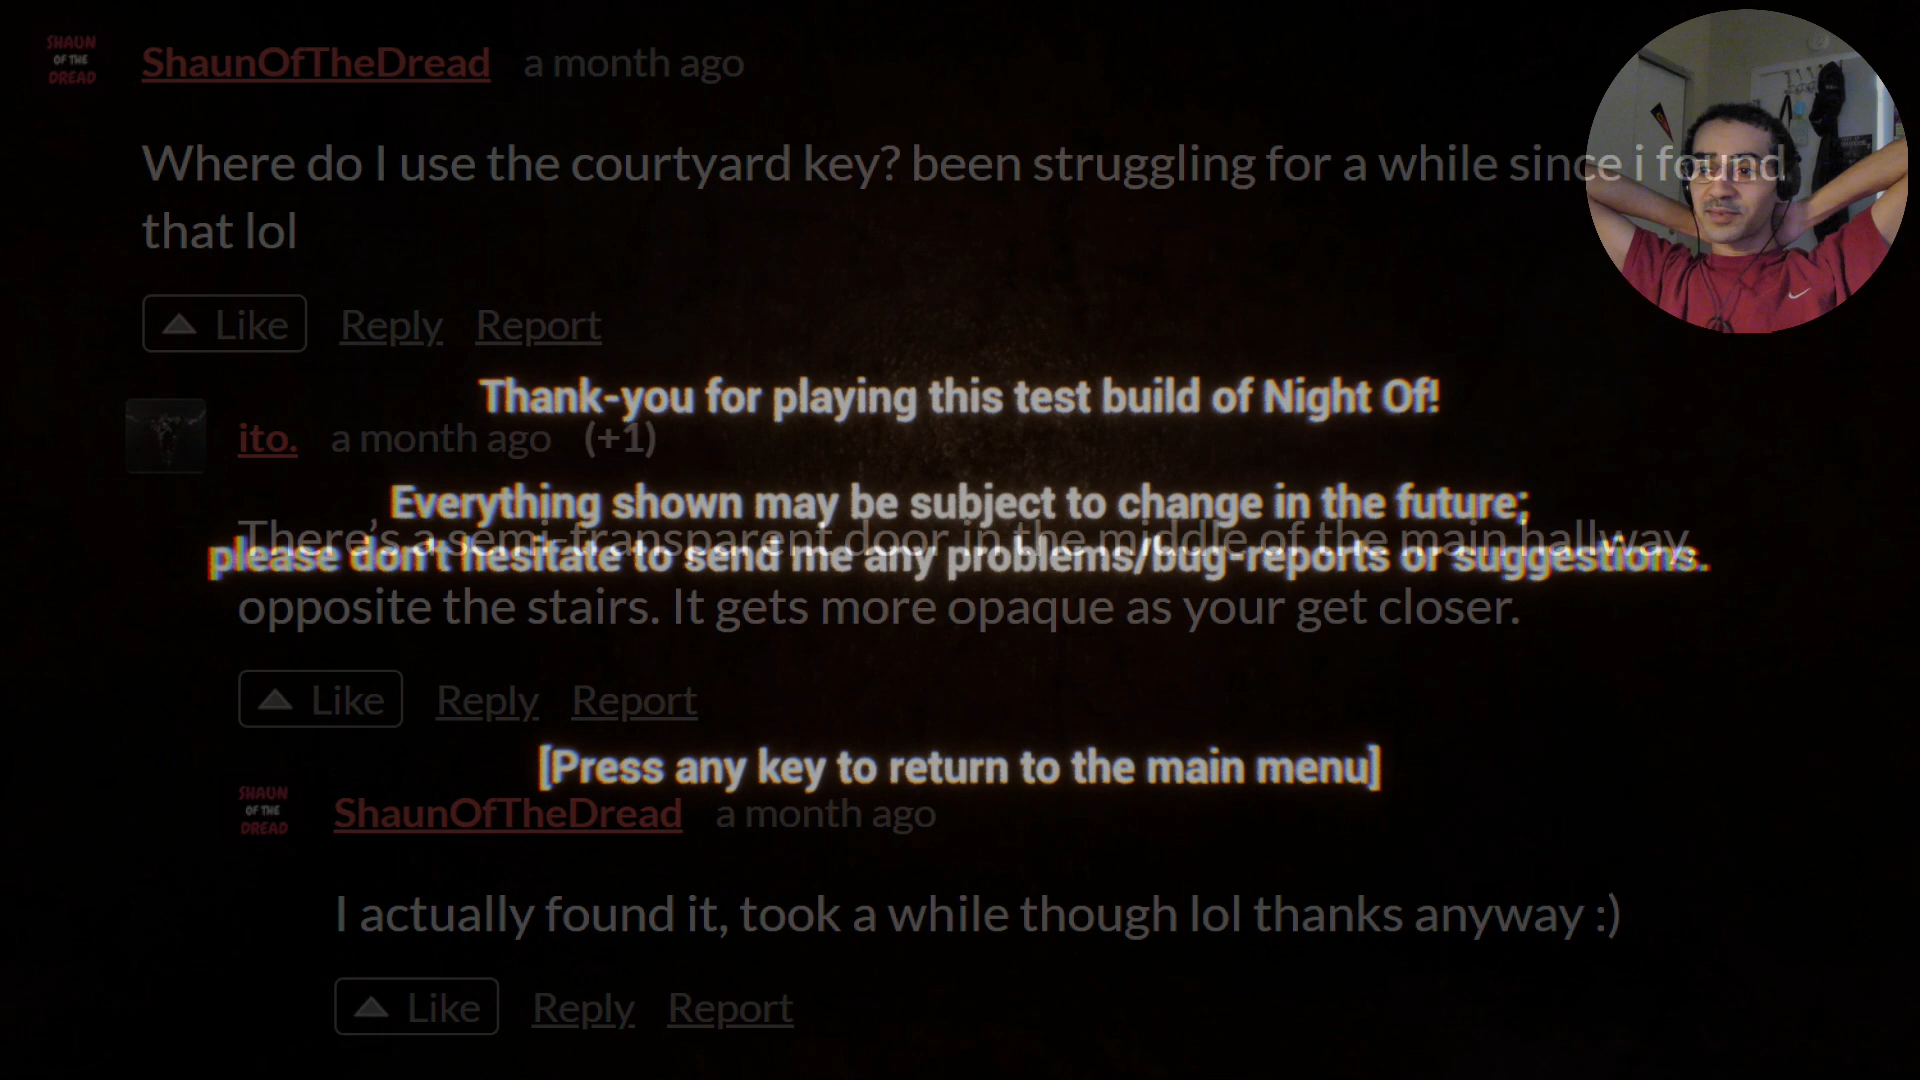 SHAUN
OF THE
DREAD
ShaunOfTheDread a month ago
Where do I use the courtyard key? been struggling for a while since i found
that lol
Like Reply Report
Thank-you for playing this test build of Night Of!
ito. a month ago (+1)
Everything shown may be subject to change in the future;
There's a semi-transparent door in the middle of the main hallway,
please don't hesitate to send me any problems/bug-reports or suggestions.
opposite the stairs. It gets more opaque as your get closer.
Like Reply Report
[Press any key to return to the main menu]
SHAUN
OF THE
DREAD
ShaunOfTheDread a month ago
I actually found it, took a while though lol thanks anyway :)
Like Reply Report